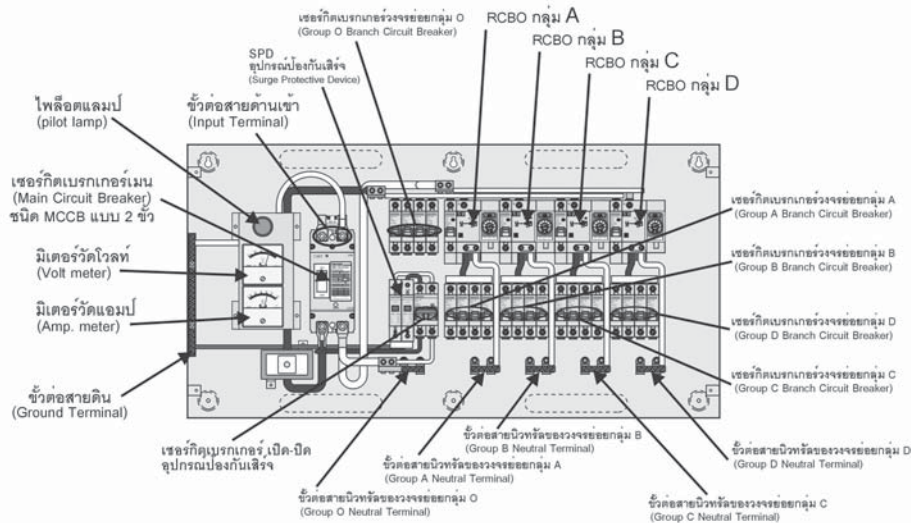 เซอร์กิตเบรกเกอร์วงจรย่อยกลุ่ม O
(Group O Branch Circuit Breaker)
RCBO กลุ่ม A
RCBO กลุ่ม B
RCBO กลุ่ม C
RCBO กลุ่ม D
SPD
อุปกรณ์ป้องกันเสิร์จ
(Surge Protective Device)
ไพล็อตแลมป์
(pilot lamp)
ขั้วต่อสายด้านเข้า
(Input Terminal)
เซอร์กิตเบรกเกอร์เมน
(Main Circuit Breaker)
ชนิด MCCB แบบ 2 ขั้ว
มิเตอร์วัดโวลท์
(Volt meter)
มิเตอร์วัดแอมป์
(Amp. meter)
ขั้วต่อสายดิน
(Ground Terminal)
เซอร์กิตเบรกเกอร์วงจรย่อยกลุ่ม A
(Group A Branch Circuit Breaker)
เซอร์กิตเบรกเกอร์วงจรย่อยกลุ่ม B
(Group B Branch Circuit Breaker)
เซอร์กิตเบรกเกอร์วงจรย่อยกลุ่ม D
(Group D Branch Circuit Breaker)
เซอร์กิตเบรกเกอร์วงจรย่อยกลุ่ม C
(Group C Branch Circuit Breaker)
เซอร์กิตเบรกเกอร์ เปิด-ปิด
อุปกรณ์ป้องกันเสิร์จ
ขั้วต่อสายนิวทรัลของวงจรย่อยกลุ่ม B
(Group B Neutral Terminal)
ขั้วต่อสายนิวทรัลของวงจรย่อยกลุ่ม A
(Group A Neutral Terminal)
ขั้วต่อสายนิวทรัลของวงจรย่อยกลุ่ม D
(Group D Neutral Terminal)
ขั้วต่อสายนิวทรัลของวงจรย่อยกลุ่ม O
(Group O Neutral Terminal)
ขั้วต่อสายนิวทรัลของวงจรย่อยกลุ่ม C
(Group C Neutral Terminal)